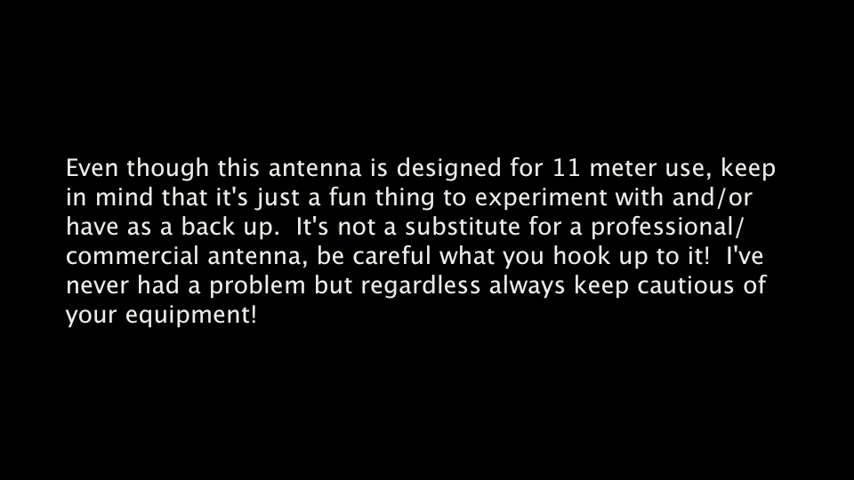 Even though this antenna is designed for 11 meter use, keep
in mind that it's just a fun thing to experiment with and/or
have as a back up.  It's not a substitute for a professional/
commercial antenna, be careful what you hook up to it!  I've
never had a problem but regardless always keep cautious of
your equipment!